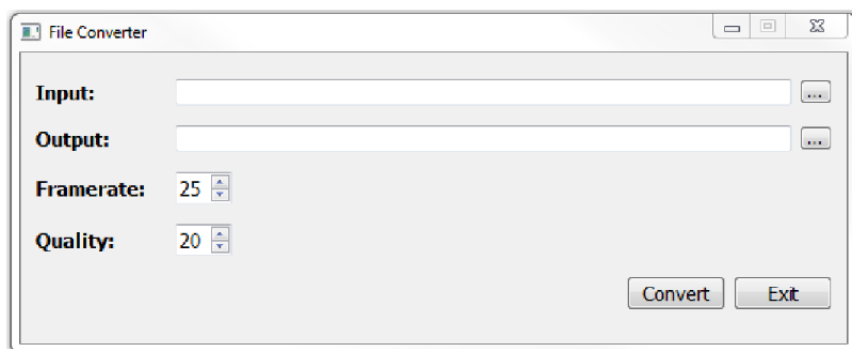 File Converter
Input: ...
Output: ...
Framerate: 25
Quality: 20
Convert Exit